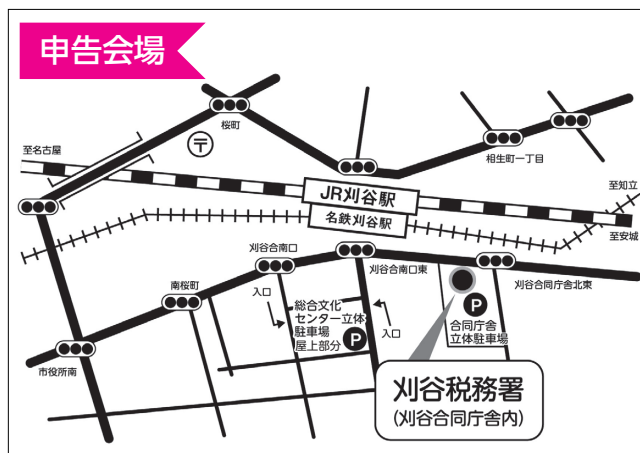 申告会場
桜町
〒
至名古屋
相生町一丁目
JR刈谷駅
名鉄刈谷駅
至知立
至安城
刈谷合南口
刈谷合南口東
刈谷合同庁舎北東
南桜町
入口
総合文化
センター立体
駐車場
屋上部分
P
入口
P
合同庁舎
立体駐車場
市役所南
刈谷税務署
(刈谷合同庁舎内)